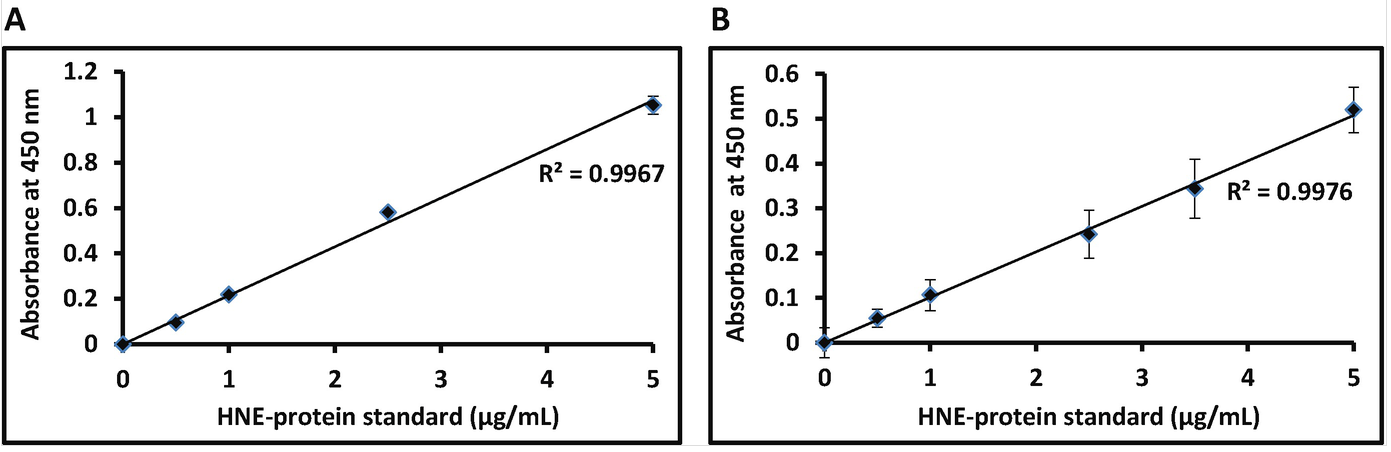 A
1.2
1
0.8
0.6
0.4
0.2
0
0 1 2 3 4 5
Absorbance at 450 nm
R² = 0.9967
HNE-protein standard (µg/mL)
B
0.6
0.5
0.4
0.3
0.2
0.1
0
0 1 2 3 4 5
Absorbance at 450 nm
R² = 0.9976
HNE-protein standard (µg/mL)